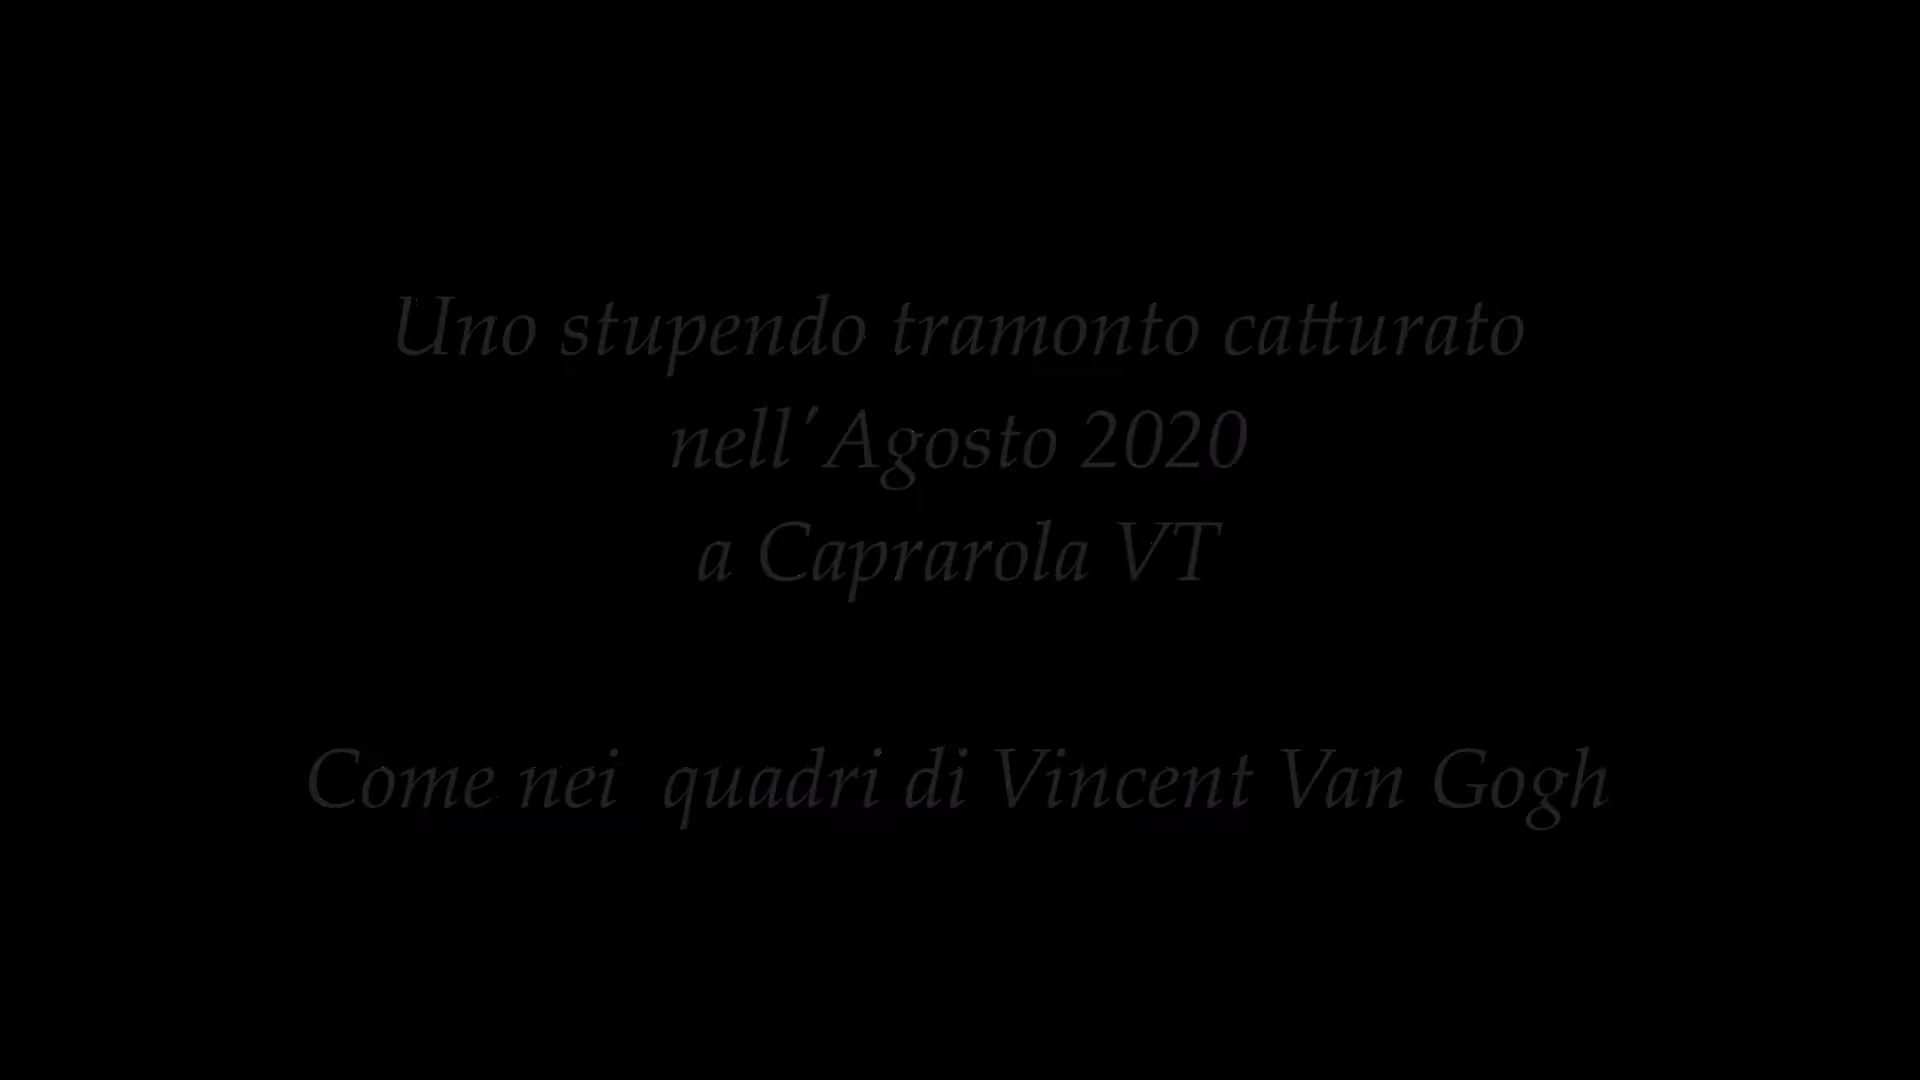 Uno stupendo tramonto catturato
nell'Agosto 2020
a Caprarola VT
Come nei  quadri di Vincent Van Gogh